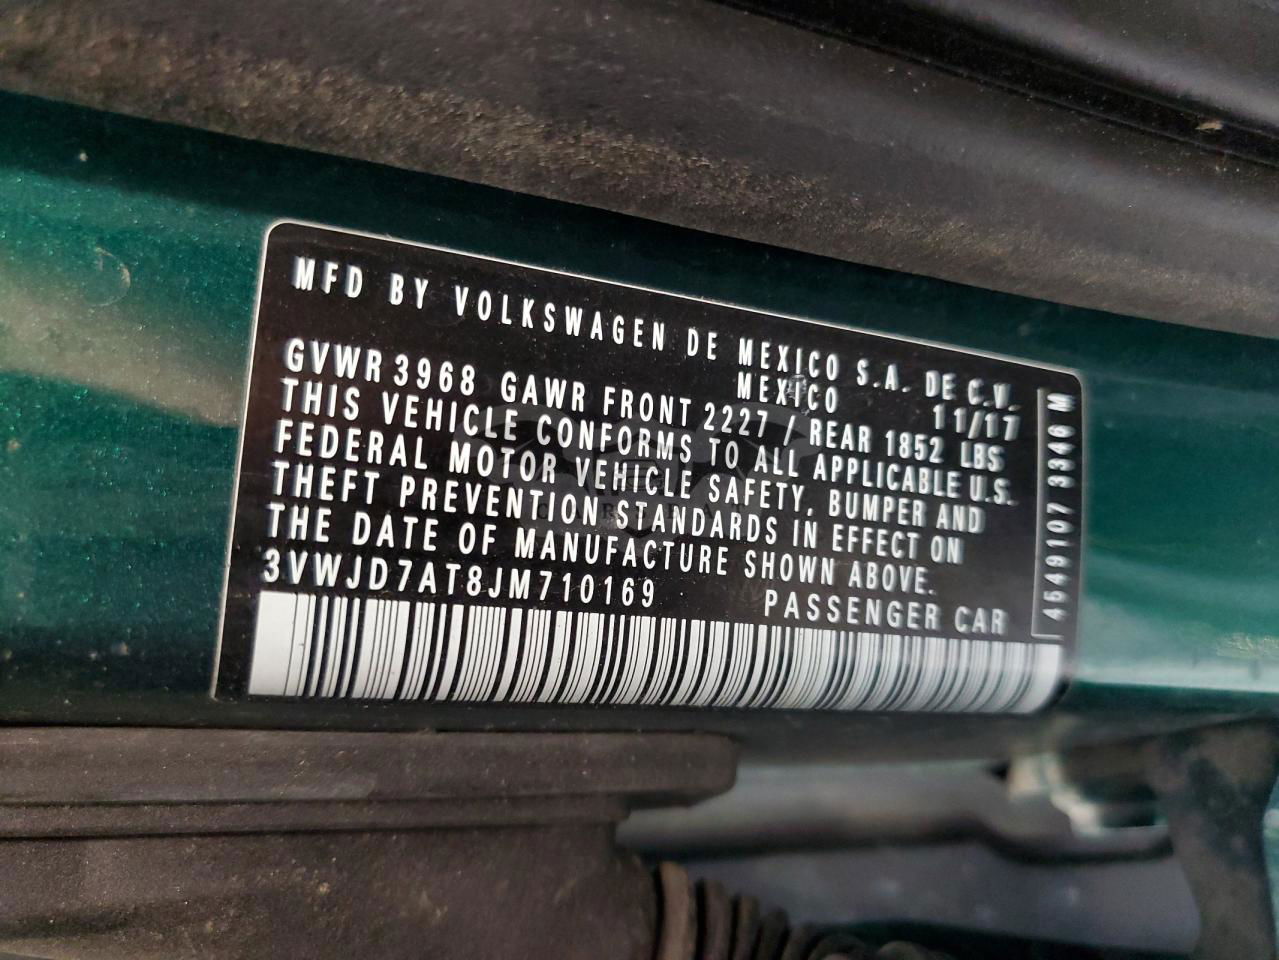 MFD BY VOLKSWAGEN DE MEXICO S.A. DE C.V.
MEXICO 11/17
GVWR 3968 GAWR FRONT 2227 / REAR 1852 LBS
THIS VEHICLE CONFORMS TO ALL APPLICABLE U.S.
FEDERAL MOTOR VEHICLE SAFETY, BUMPER AND
THEFT PREVENTION STANDARDS IN EFFECT ON
THE DATE OF MANUFACTURE SHOWN ABOVE.
3VWJD7AT8JM710169 PASSENGER CAR
4549107 3346 M